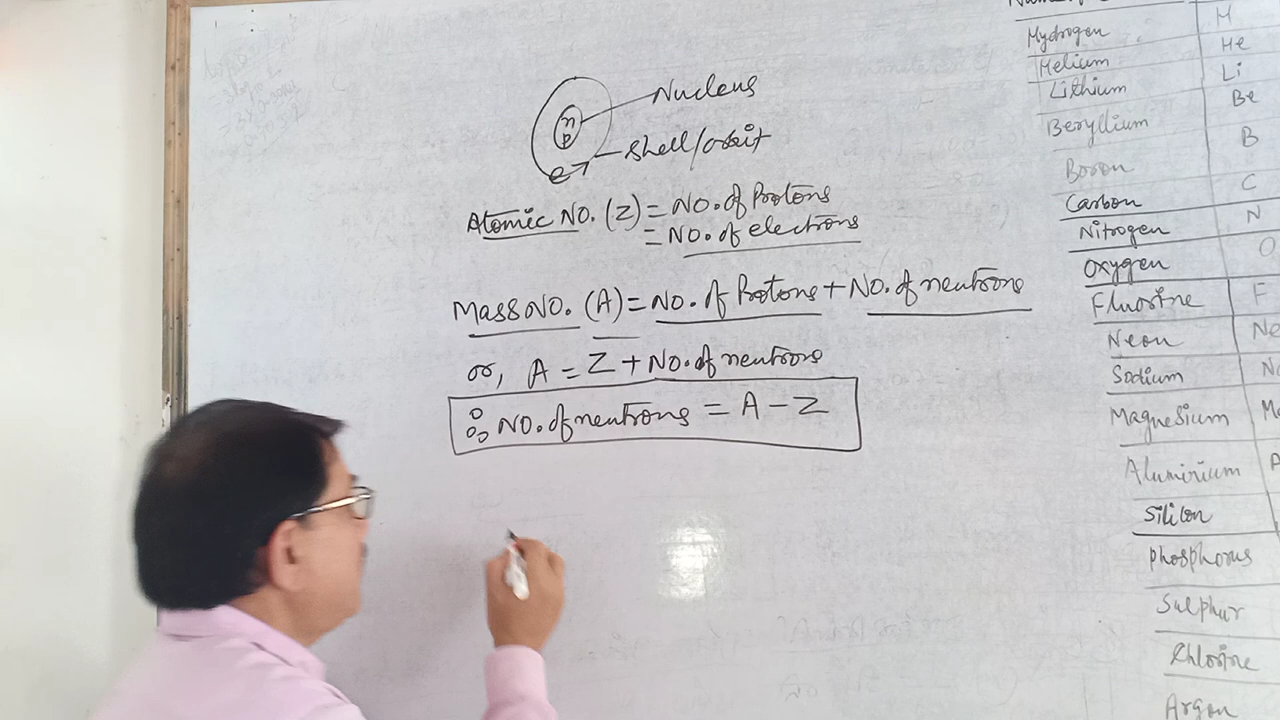 n
p
e-
Nucleus
Shell/orbit
Atomic NO. (Z) = NO. of Protons
= NO. of electrons
Mass NO. (A) = NO. of Protons + NO. of neutrons
or, A = Z + NO. of neutrons
∴ NO. of neutrons = A - Z
Hydrogen H
Helium He
Lithium Li
Beryllium Be
Boron B
Carbon C
Nitrogen N
Oxygen O
Fluorine F
Neon Ne
Sodium
Magnesium
Aluminium
Silicon
Phosphorus
Sulphur
Chlorine
Argon